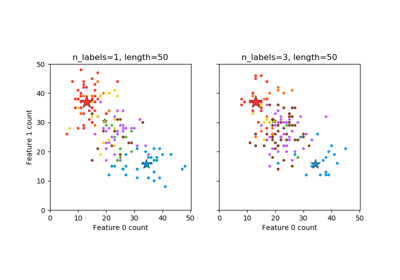 n_labels=1, length=50
n_labels=3, length=50
Feature 1 count
50
40
30
20
10
0
0 10 20 30 40 50
0 10 20 30 40 50
Feature 0 count
Feature 0 count